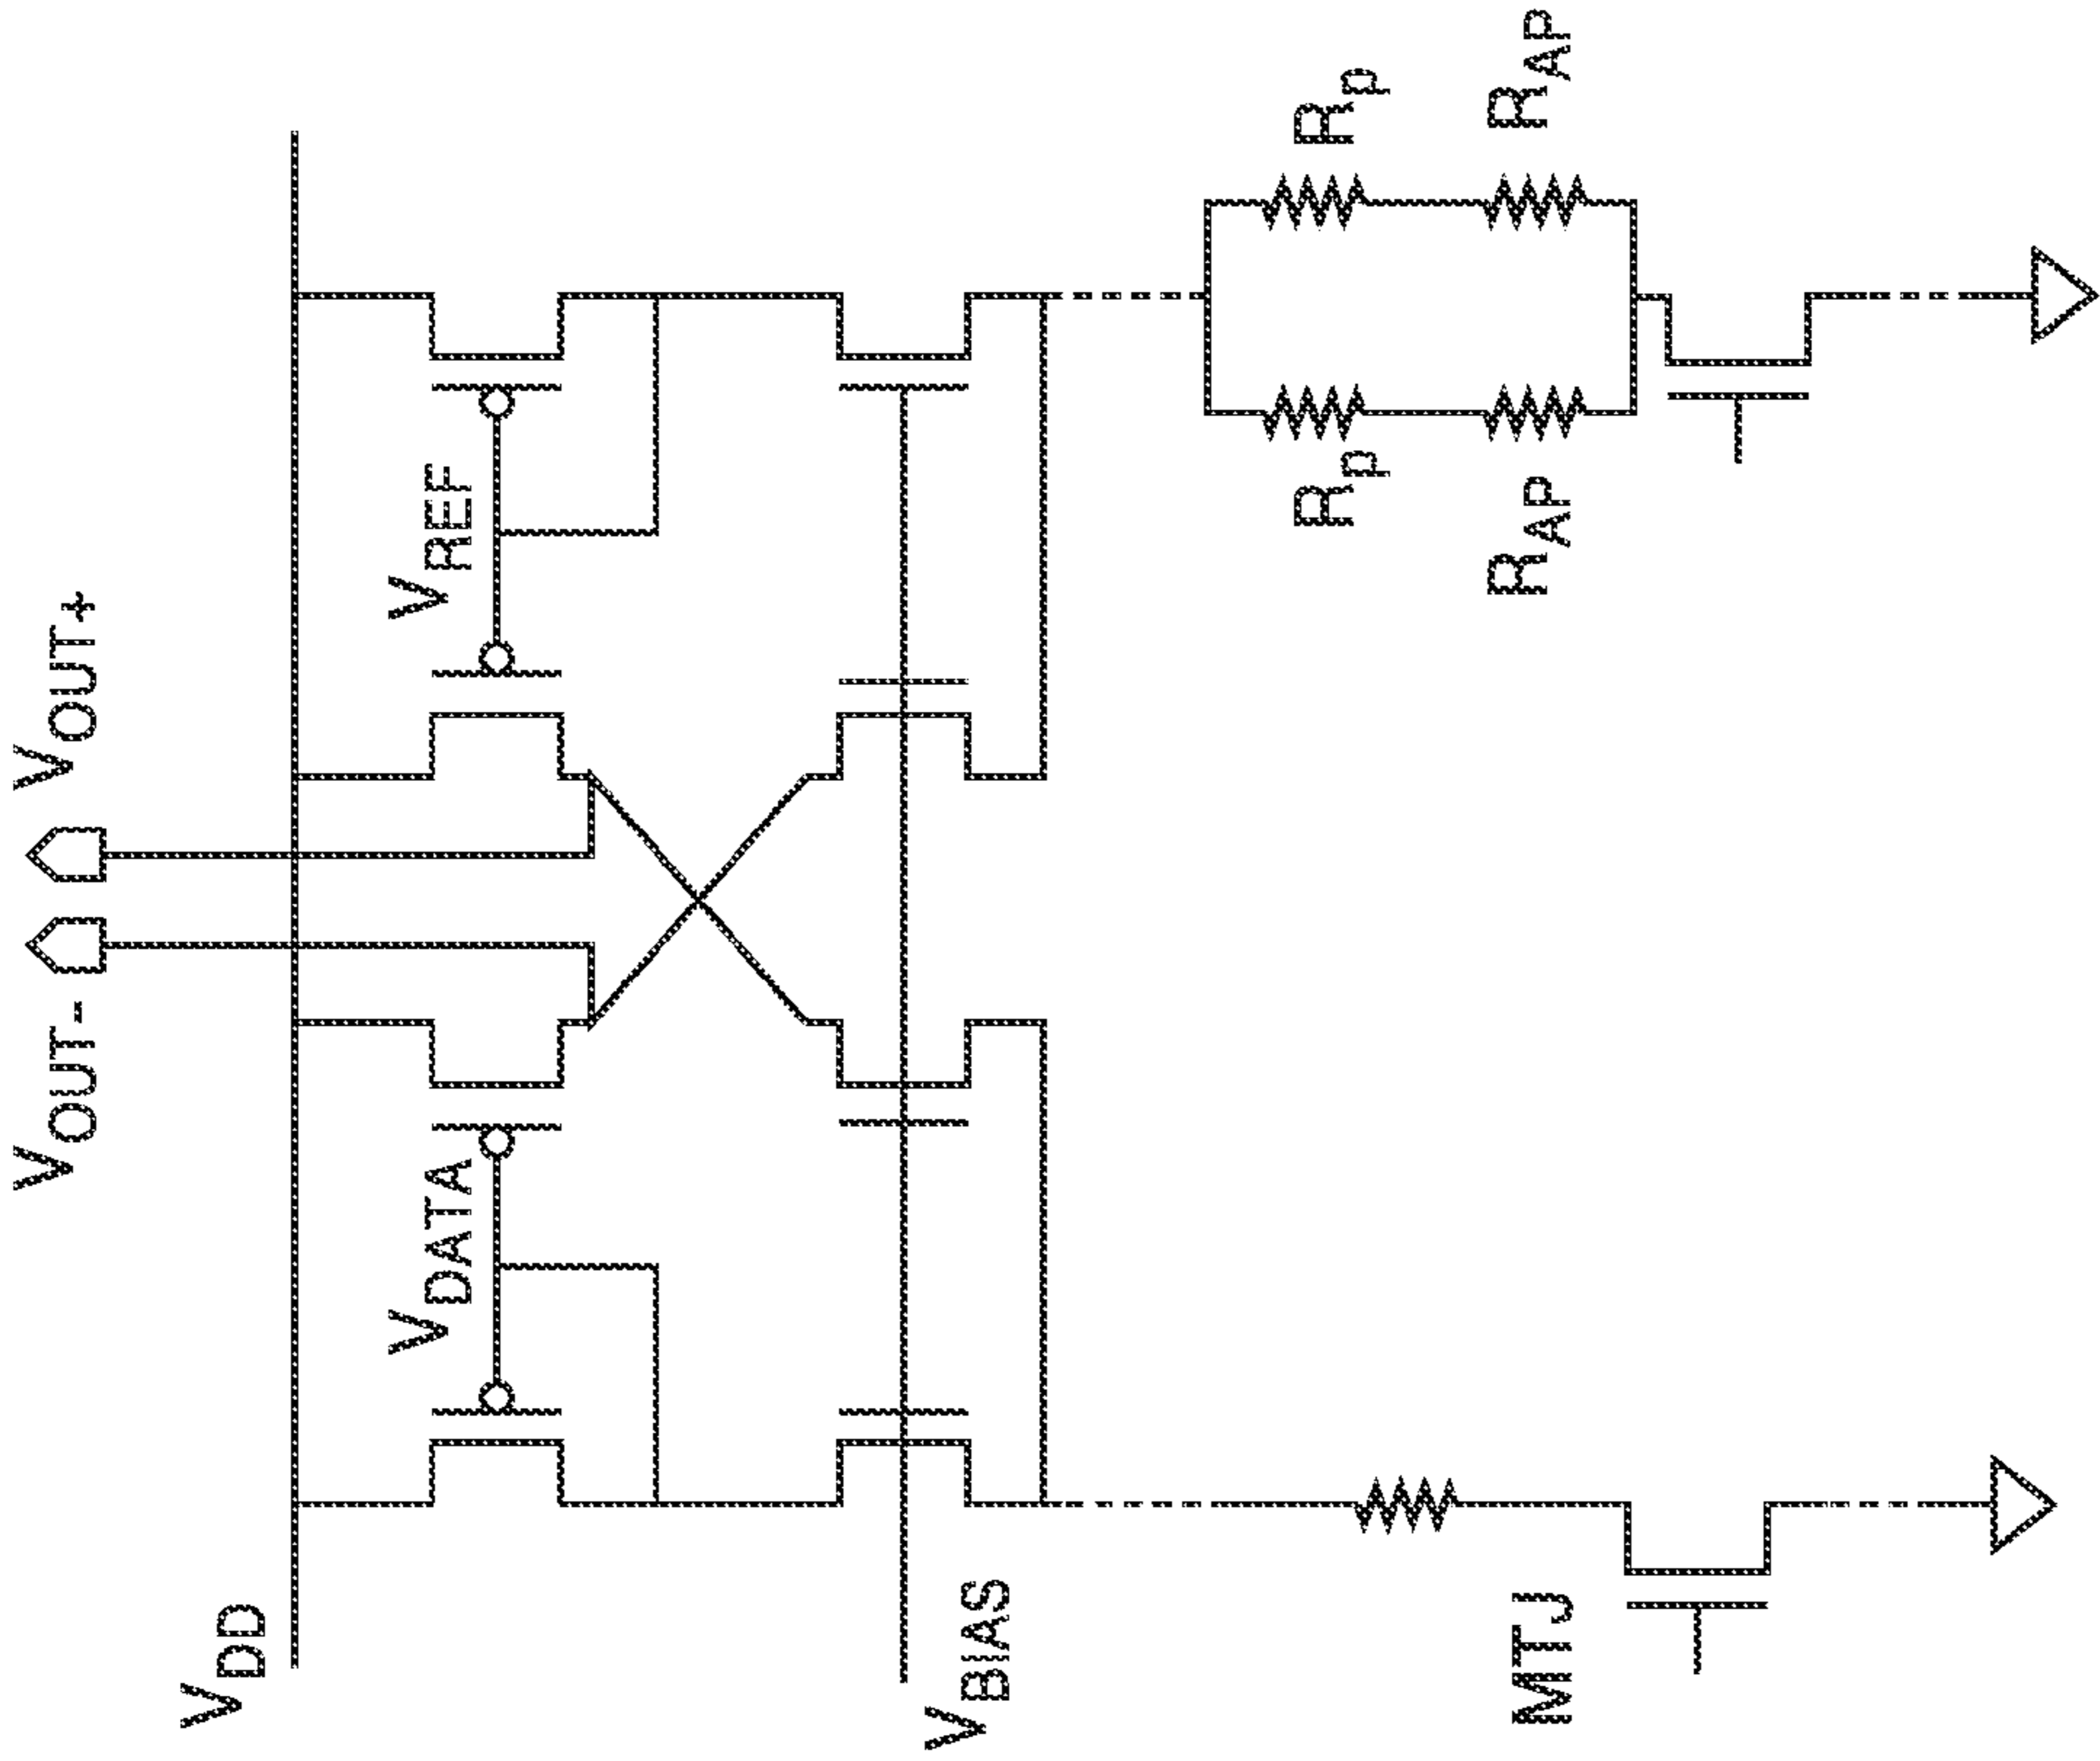 VDD
VBIAS
MTJ
VDATA
VOUT-
VOUT+
VREF
Rp
RAP
Rp
RAP